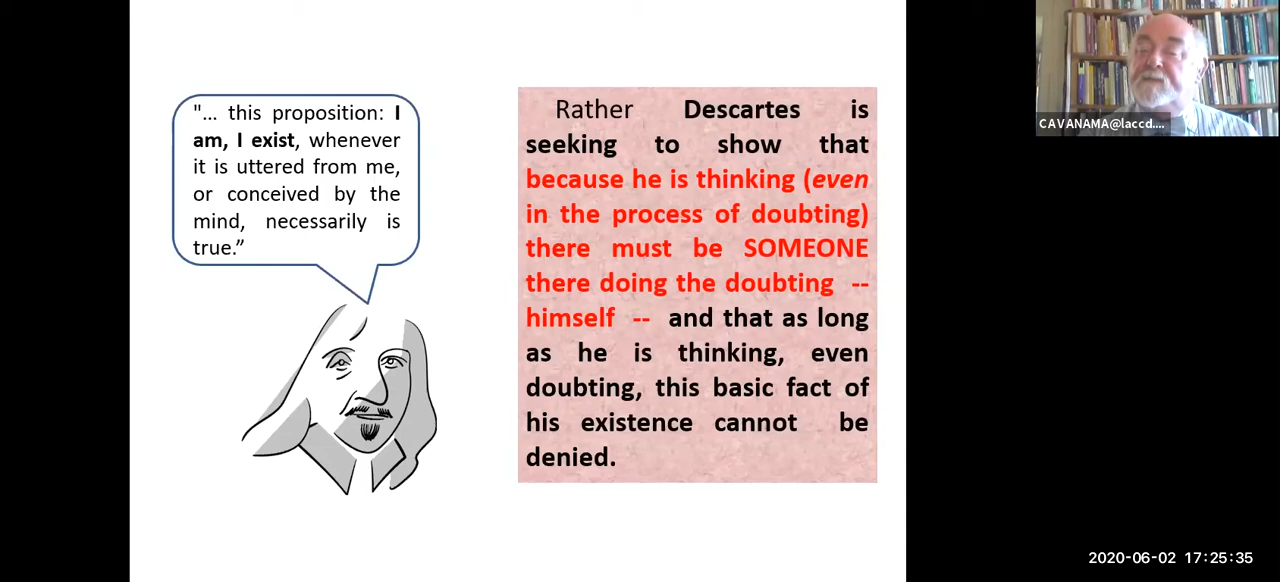 "... this proposition: I
am, I exist, whenever
it is uttered from me,
or conceived by the
mind, necessarily is
true.”
Rather Descartes is
seeking to show that
because he is thinking (even
in the process of doubting)
there must be SOMEONE
there doing the doubting --
himself -- and that as long
as he is thinking, even
doubting, this basic fact of
his existence cannot be
denied.
CAVANAMA@laccd....
2020-06-02 17:25:35